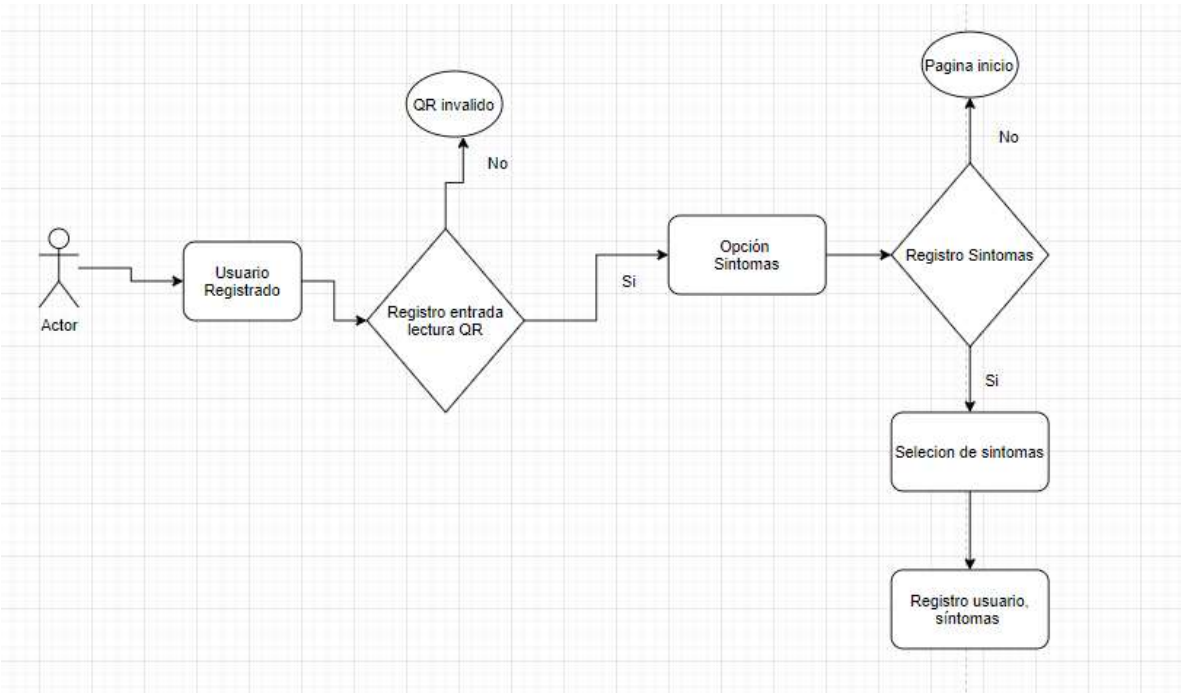 Pagina inicio
QR invalido
No
No
Actor
Usuario
Registrado
Registro entrada
lectura QR
Si
Opción
Sintomas
Registro Sintomas
Si
Selecion de sintomas
Registro usuario,
síntomas